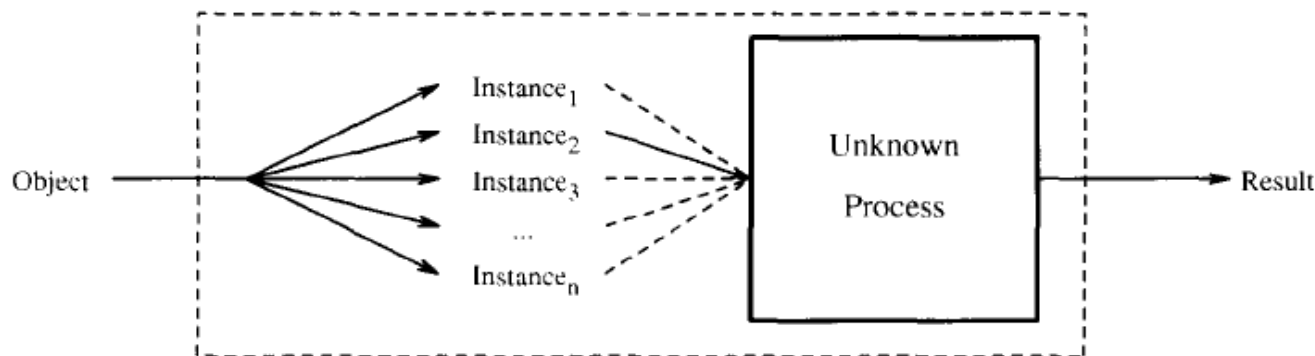 Object
Instance1
Instance2
Instance3
...
Instancen
Unknown
Process
Result